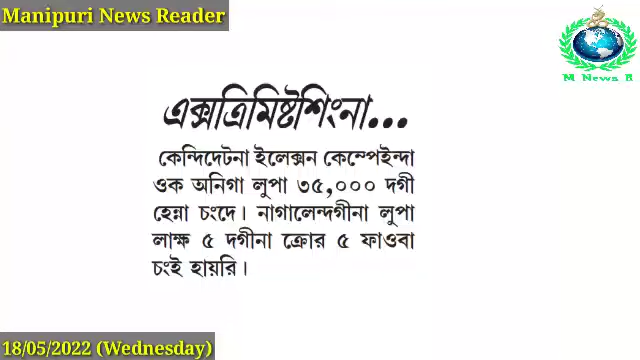 Manipuri News Reader
M News R
এক্সত্রিমিষ্টশিংনা...
কেন্দিদেটনা ইলেক্সন কেম্পেইন্দা
ওক অনিগা লুপা ৩৫,০০০ দগী
হেন্না চংদে। নাগালেন্দগীনা লুপা
লাক্ষ ৫ দগীনা ক্রোর ৫ ফাওবা
চংই হায়রি।
18/05/2022 (Wednesday)